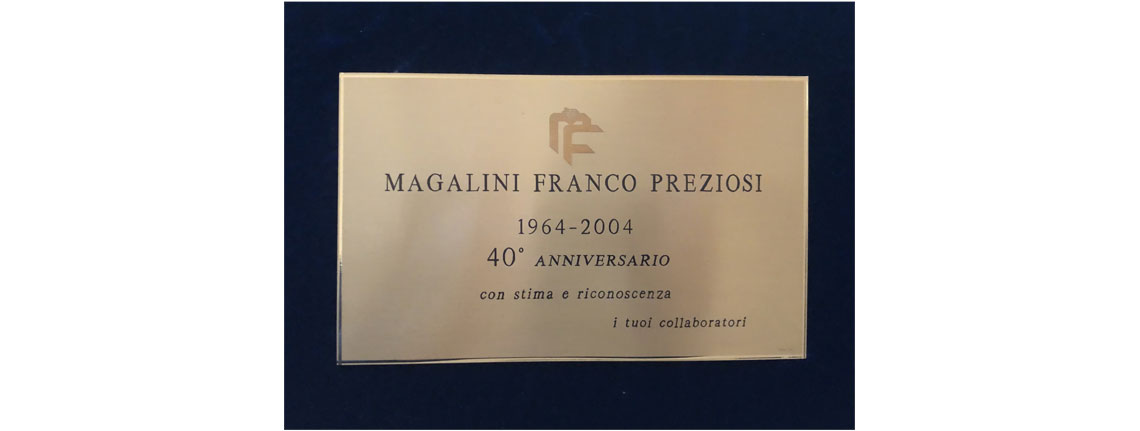 MAGALINI FRANCO PREZIOSI
1964-2004
40° ANNIVERSARIO
con stima e riconoscenza
i tuoi collaboratori